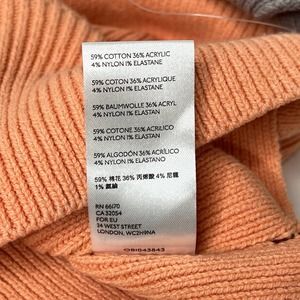 59% COTTON 36% ACRYLIC
4% NYLON 1% ELASTANE
59% COTON 36% ACRYLIQUE
4% NYLON 1% ELASTANNE
59% BAUMWOLLE 36% ACRYL
4% NYLON 1% ELASTAN
59% COTONE 36% ACRILICO
4% NYLON 1% ELASTAN
59% ALGODÓN 36% ACRÍLICO
4% NYLON 1% ELASTANO
59% 棉花 36% 丙烯酸 4% 尼龍
1% 氨綸
RN 66170
CA 32054
FOR EU
34 WEST STREET
LONDON, WC2H9NA